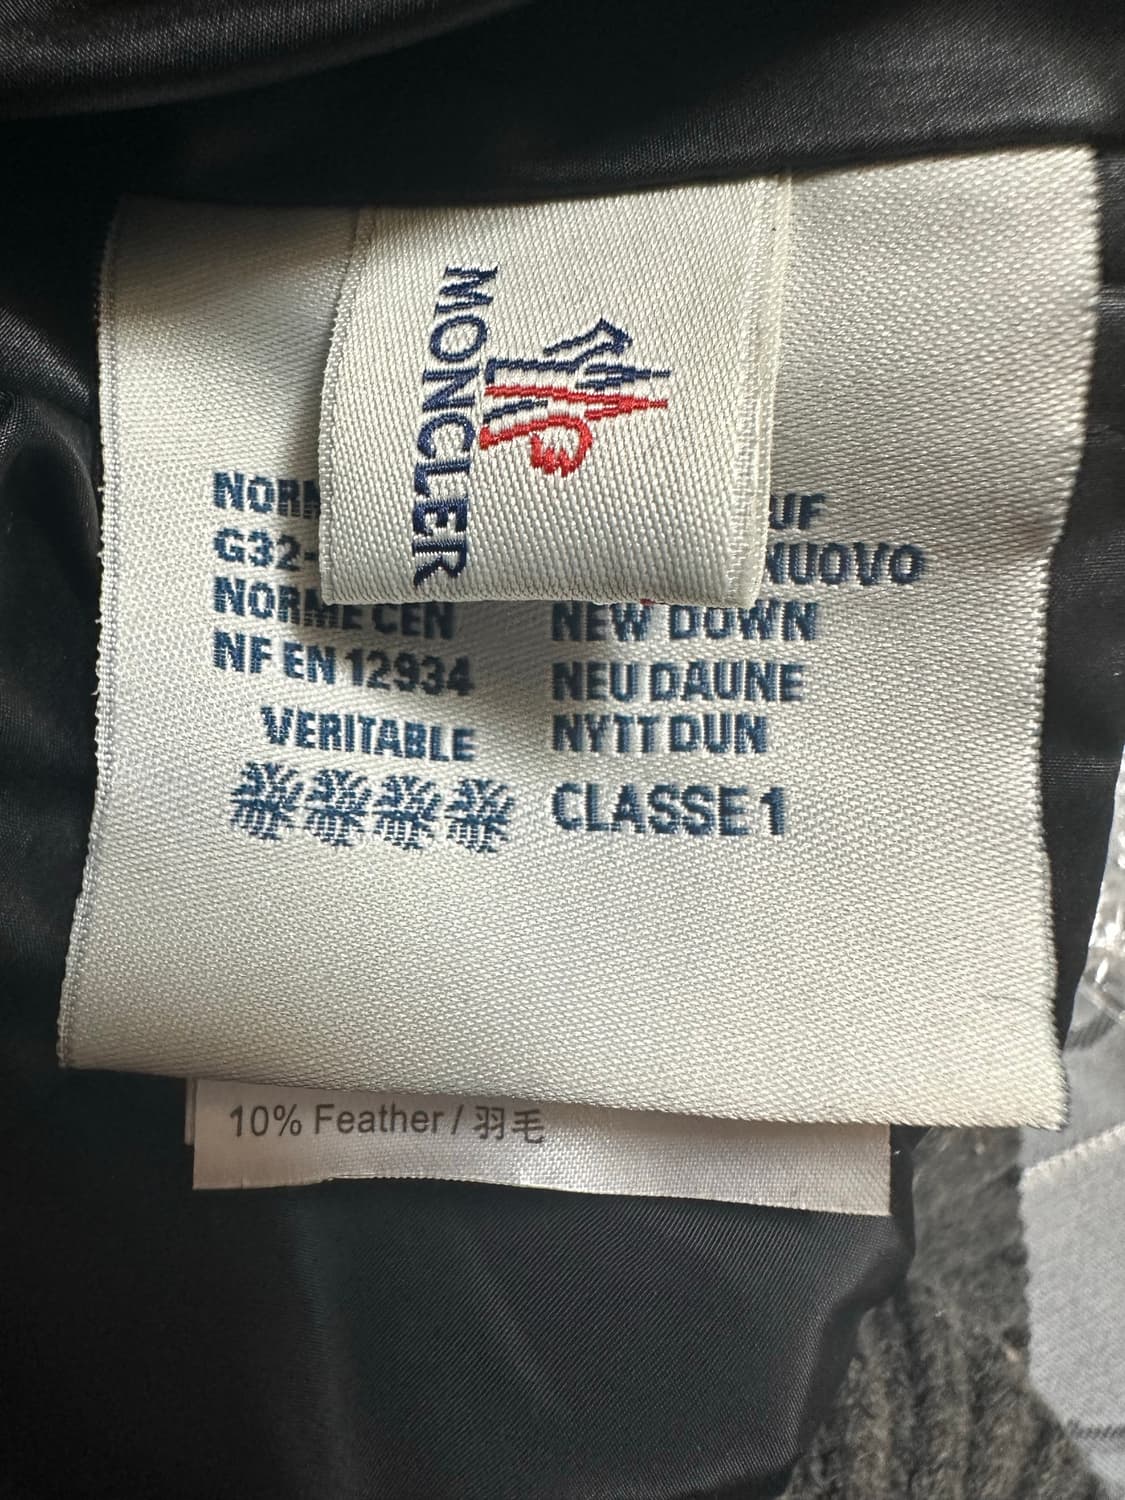 MONCLER
NORM
G32-
NORME CEN
NF EN 12934
VERITABLE
UF
NUOVO
NEW DOWN
NEU DAUNE
NYTT DUN
CLASSE 1
10% Feather / 羽毛